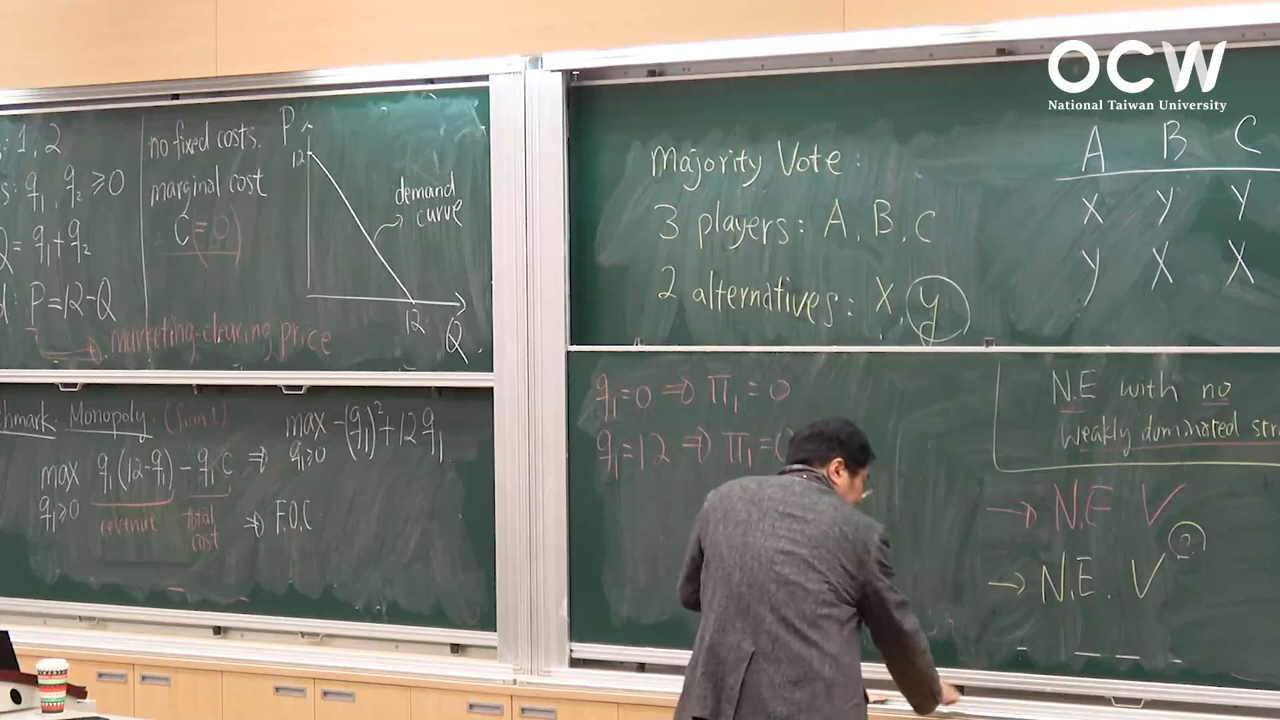 OCW
National Taiwan University
1, 2
q₁, q₂ ≥ 0
Q = q₁ + q₂
P = 12 - Q
marketing-clearing price
no fixed costs.
marginal cost
C (= 0)
P
12
demand
curve
12
Q
Monopoly. (firm 1)
max q₁(12-q₁) - q₁c ⇒ max -(q₁)² + 12q₁
q₁≥0
q₁≥0
revenue
total
cost
⇒ F.O.C
Majority Vote:
3 players: A, B, C
2 alternatives: X, y
A B C
X y y
y X X
q₁=0 ⇒ π₁=0
q₁=12 ⇒ π₁=
N.E with no
weakly dominated
→ N.E V
→ N.E. V